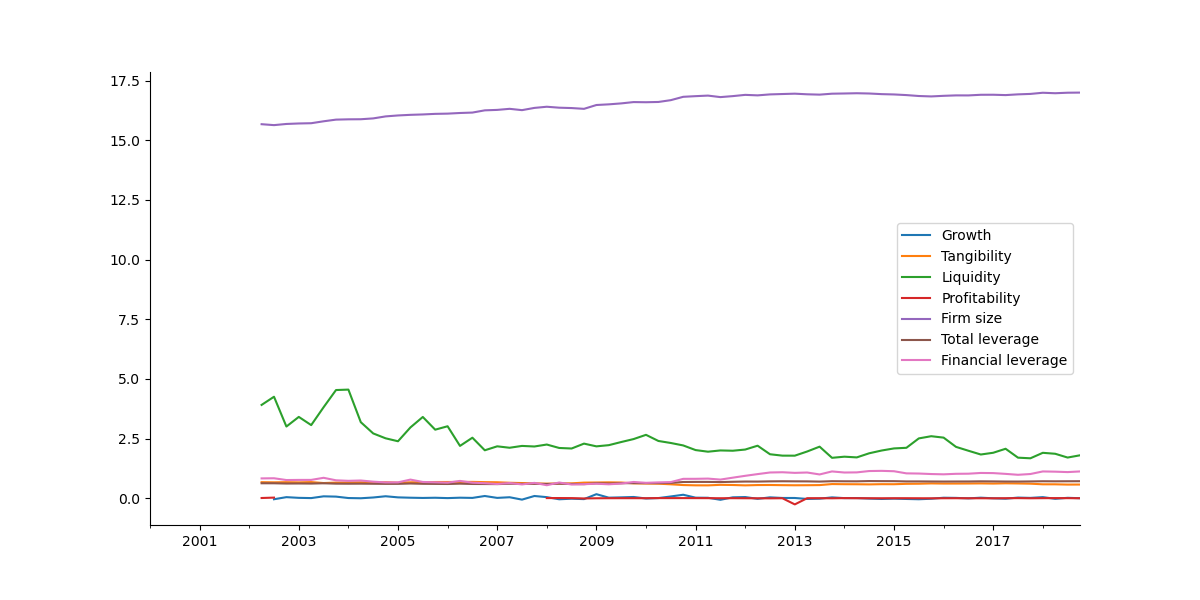 17.5
15.0
12.5
10.0
7.5
5.0
2.5
0.0
Growth
Tangibility
Liquidity
Profitability
Firm size
Total leverage
Financial leverage
2001 2003 2005 2007 2009 2011 2013 2015 2017